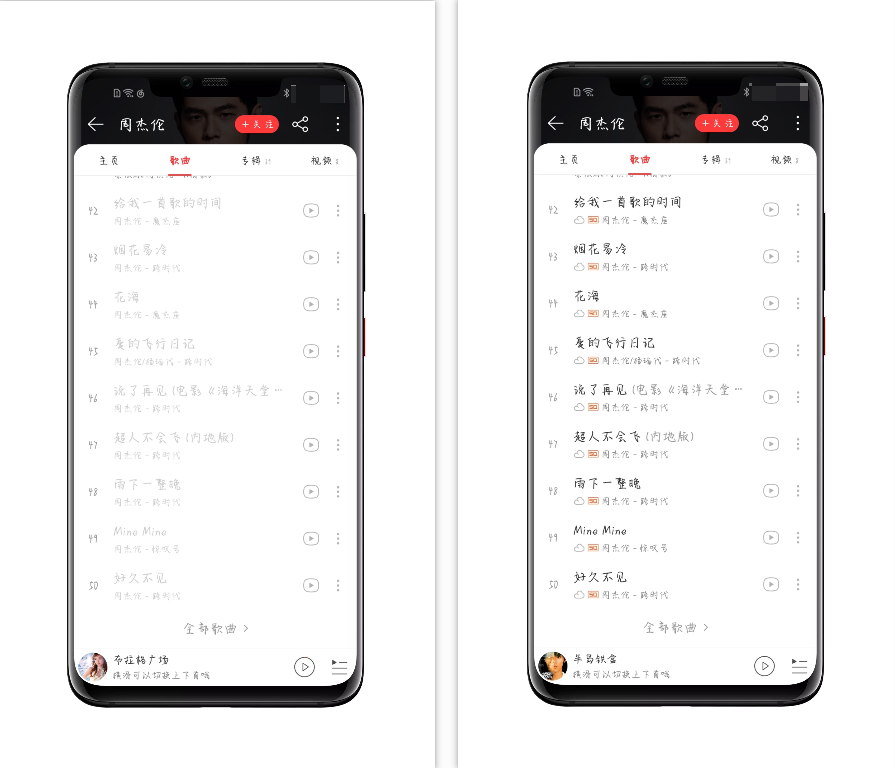 周杰伦
+关注
主页
歌曲
专辑
视频
42
给我一首歌的时间
周杰伦 - 魔杰座
43
烟花易冷
周杰伦 - 跨时代
44
花海
周杰伦 - 魔杰座
45
爱的飞行日记
周杰伦/杨瑞代 - 跨时代
46
说了再见 (电影《海洋天堂 …
周杰伦 - 跨时代
47
超人不会飞 (内地版)
周杰伦 - 跨时代
48
雨下一整晚
周杰伦 - 跨时代
49
Mine Mine
周杰伦 - 惊叹号
50
好久不见
周杰伦 - 跨时代
全部歌曲 >
布拉格广场
横滑可以切换上下首哦
周杰伦
+关注
主页
歌曲
专辑
视频
42
给我一首歌的时间
SQ 周杰伦 - 魔杰座
43
烟花易冷
SQ 周杰伦 - 跨时代
44
花海
SQ 周杰伦 - 魔杰座
45
爱的飞行日记
SQ 周杰伦/杨瑞代 - 跨时代
46
说了再见 (电影《海洋天堂 …
SQ 周杰伦 - 跨时代
47
超人不会飞 (内地版)
SQ 周杰伦 - 跨时代
48
雨下一整晚
SQ 周杰伦 - 跨时代
49
Mine Mine
SQ 周杰伦 - 惊叹号
50
好久不见
SQ 周杰伦 - 跨时代
全部歌曲 >
半岛铁盒
横滑可以切换上下首哦